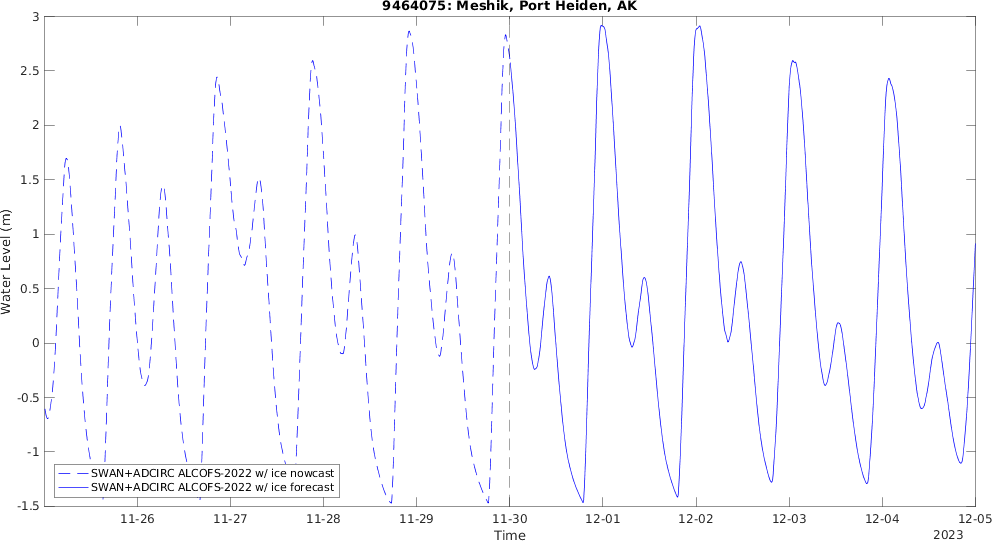 9464075: Meshik, Port Heiden, AK
Water Level (m)
3
2.5
2
1.5
1
0.5
0
-0.5
-1
-1.5
SWAN+ADCIRC ALCOFS-2022 w/ ice nowcast
SWAN+ADCIRC ALCOFS-2022 w/ ice forecast
11-26 11-27 11-28 11-29 11-30 12-01 12-02 12-03 12-04 12-05
Time
2023